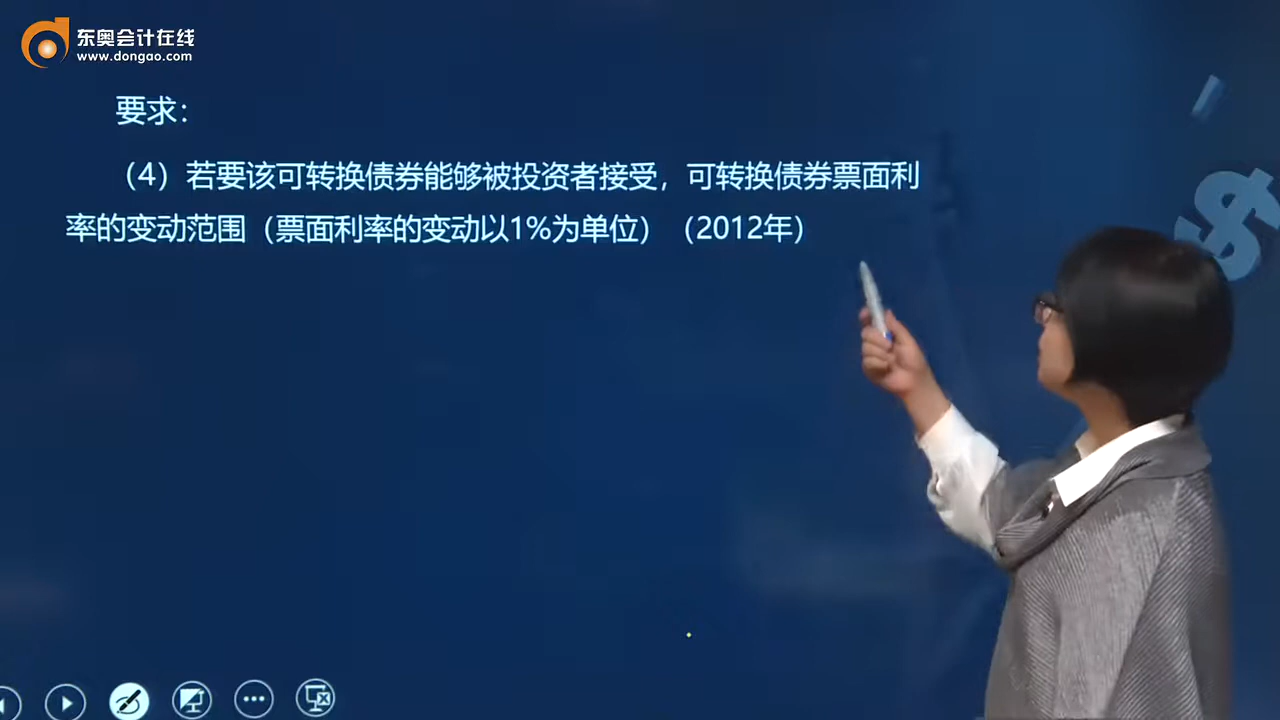 东奥会计在线
www.dongao.com
要求：
（4）若要该可转换债券能够被投资者接受，可转换债券票面利
率的变动范围（票面利率的变动以1%为单位）（2012年）